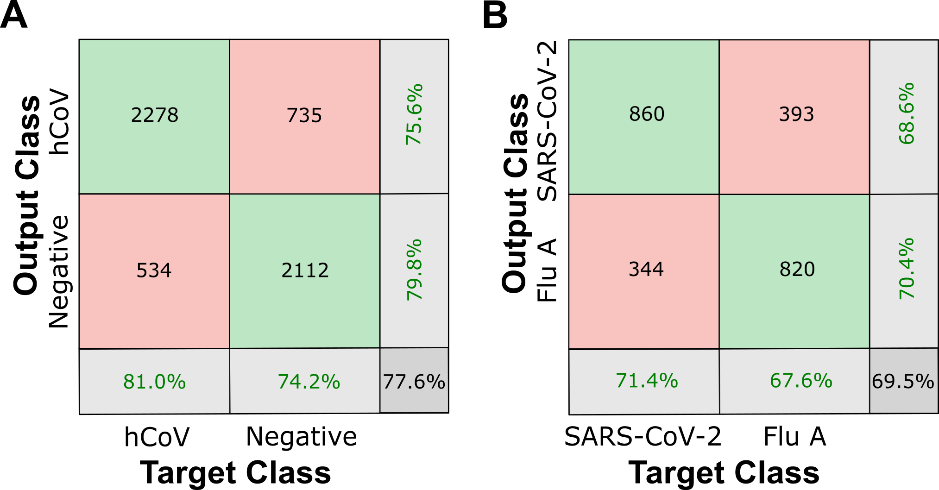 A
Output Class
hCoV
Negative
2278
735
75.6%
534
2112
79.8%
81.0%
74.2%
77.6%
hCoV
Negative
Target Class
B
Output Class
SARS-CoV-2
Flu A
860
393
68.6%
344
820
70.4%
71.4%
67.6%
69.5%
SARS-CoV-2
Flu A
Target Class